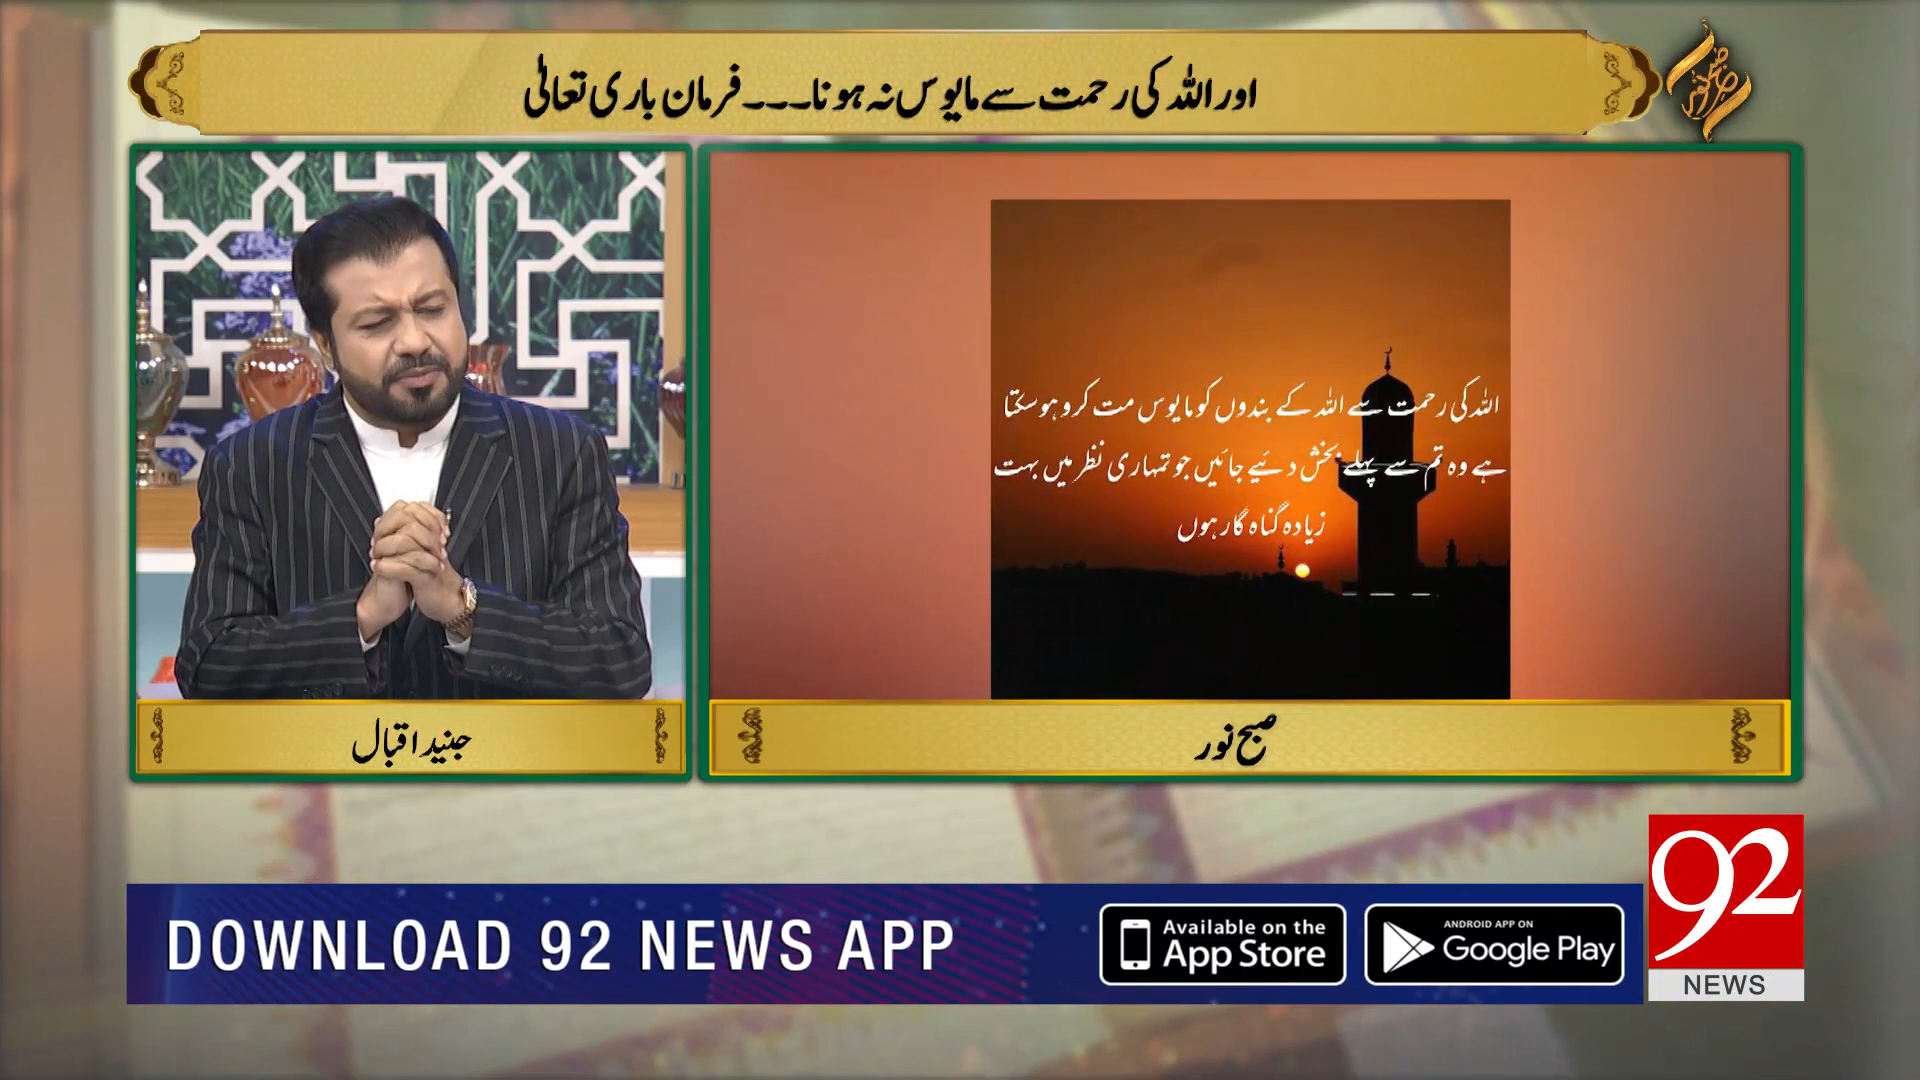 اور اللہ کی رحمت سے مایوس نہ ہونا۔۔۔فرمان باری تعالیٰ
صبح نور
اللہ کی رحمت سے اللہ کے بندوں کو مایوس مت کرو ہو سکتا
ہے وہ تم سے پہلے بخش دئیے جائیں جو تمہاری نظر میں بہت
زیادہ گناہ گار ہوں
جنید اقبال
صبح نور
DOWNLOAD 92 NEWS APP
Available on the
App Store
ANDROID APP ON
Google Play
92
NEWS